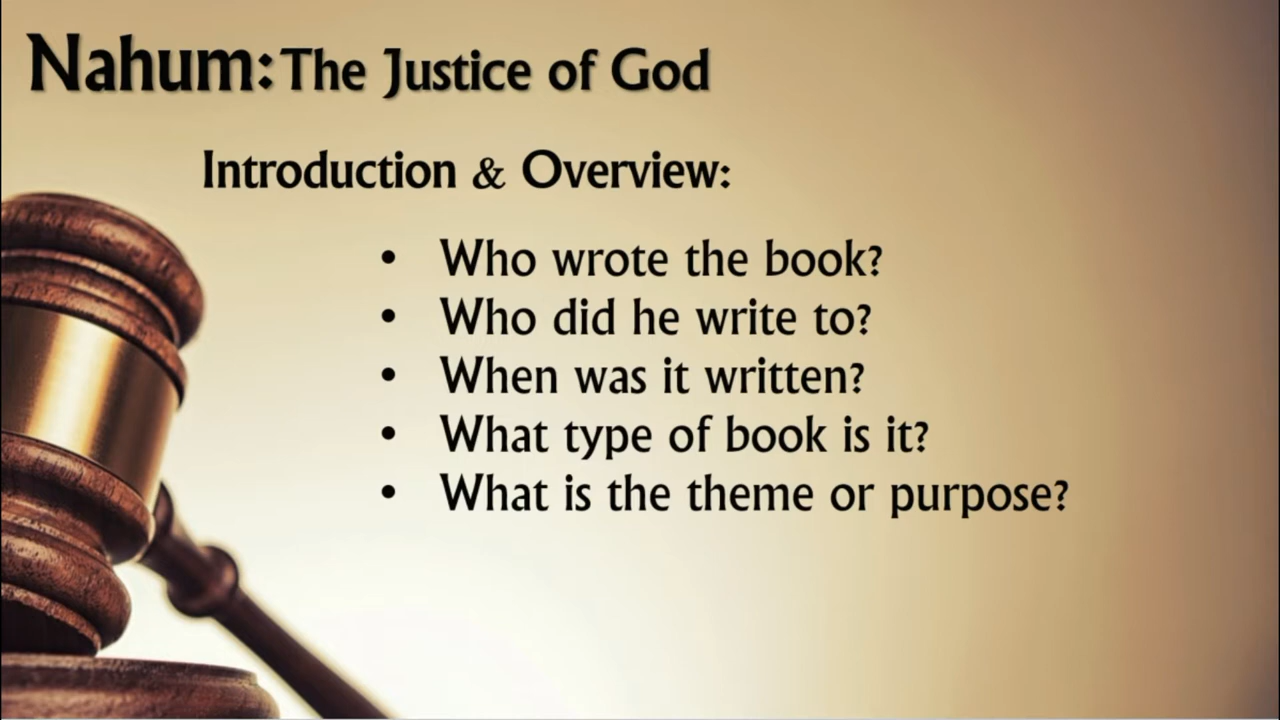 Nahum: The Justice of God
Introduction & Overview:
• Who wrote the book?
• Who did he write to?
• When was it written?
• What type of book is it?
• What is the theme or purpose?